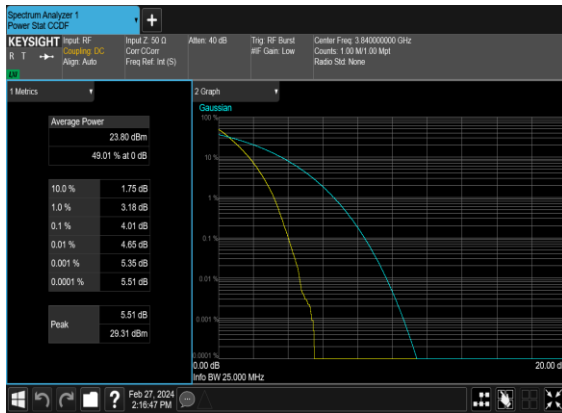 Spectrum Analyzer 1
Power Stat CCDF
KEYSIGHT
R T
LXI
Input: RF
Coupling: DC
Align: Auto
Input Z: 50 Ω
Corr CCorr
Freq Ref: Int (S)
Atten: 40 dB
Trig: RF Burst
#IF Gain: Low
Center Freq: 3.840000000 GHz
Counts: 1.00 M/1.00 Mpt
Radio Std: None
1 Metrics
Average Power
23.80 dBm
49.01 % at 0 dB
10.0 % 1.75 dB
1.0 % 3.18 dB
0.1 % 4.01 dB
0.01 % 4.65 dB
0.001 % 5.35 dB
0.0001 % 5.51 dB
Peak
5.51 dB
29.31 dBm
2 Graph
Gaussian
100 %
10 %
1 %
0.1 %
0.01 %
0.001 %
0.0001 %
0.00 dB
20.00 d
Info BW 25.000 MHz
?
Feb 27, 2024
2:16:47 PM